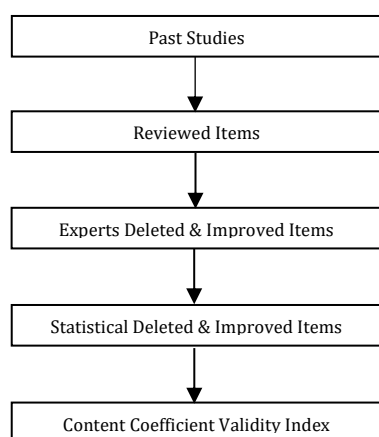 Past Studies
Reviewed Items
Experts Deleted & Improved Items
Statistical Deleted & Improved Items
Content Coefficient Validity Index